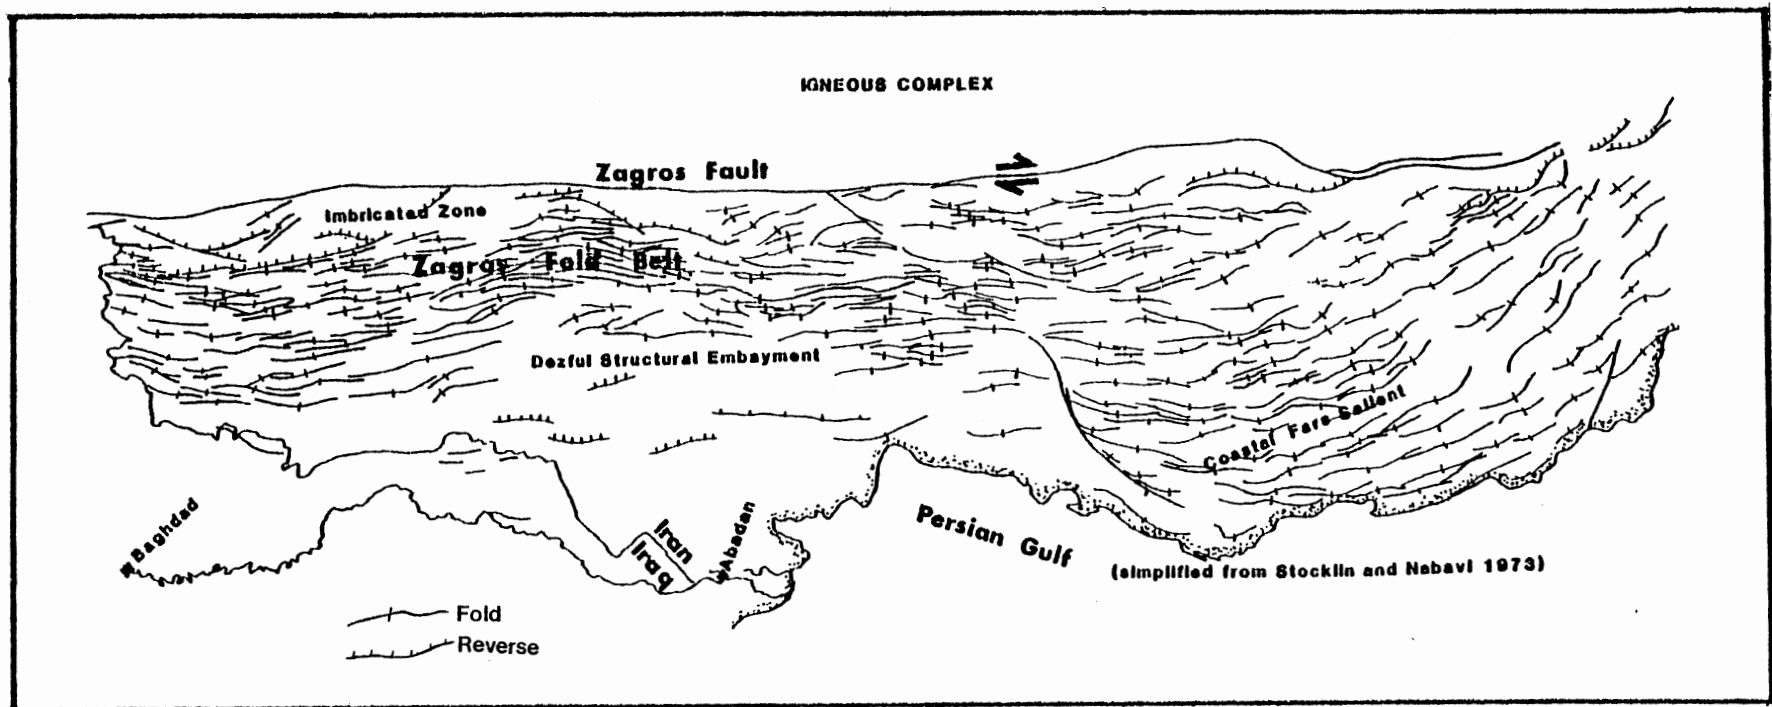 IGNEOUS COMPLEX
Zagros Fault
Imbricated Zone
Zagros Fold Belt
Dezful Structural Embayment
Coastal Fars Salient
Baghdad
Iran
Iraq
Abadan
Persian Gulf
(simplified from Stocklin and Nabavi 1973)
Fold
Reverse